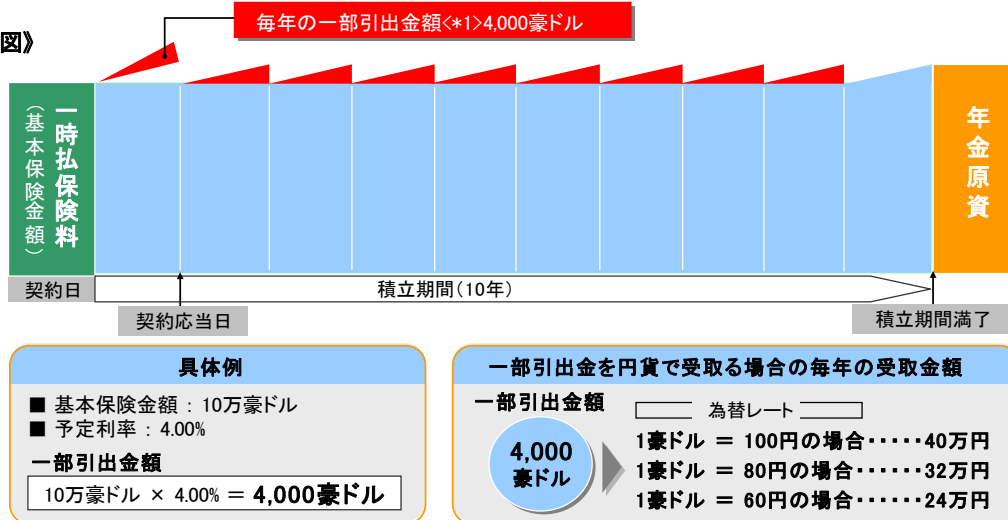 毎年の一部引出金額<*1>4,000豪ドル
図》
一時払保険料
（基本保険金額）
年金原資
契約日
積立期間（10年）
契約応当日
積立期間満了
具体例
■ 基本保険金額 : 10万豪ドル
■ 予定利率 : 4.00%
一部引出金額
10万豪ドル × 4.00% = 4,000豪ドル
一部引出金を円貨で受取る場合の毎年の受取金額
一部引出金額
為替レート
4,000
豪ドル
1豪ドル ＝ 100円の場合･････40万円
1豪ドル ＝ 80円の場合･･････32万円
1豪ドル ＝ 60円の場合･･････24万円